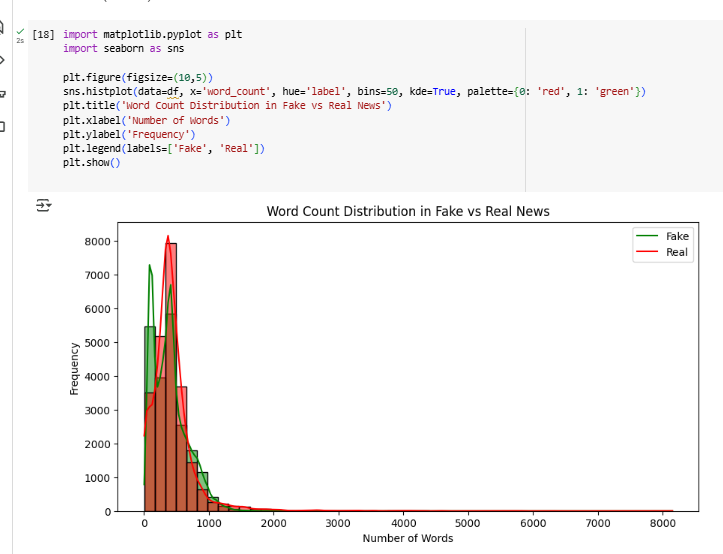 [18] import matplotlib.pyplot as plt
import seaborn as sns
2s
plt.figure(figsize=(10,5))
sns.histplot(data=df, x='word_count', hue='label', bins=50, kde=True, palette={0: 'red', 1: 'green'})
plt.title('Word Count Distribution in Fake vs Real News')
plt.xlabel('Number of Words')
plt.ylabel('Frequency')
plt.legend(labels=['Fake', 'Real'])
plt.show()
Word Count Distribution in Fake vs Real News
Fake
Real
8000
7000
6000
5000
4000
3000
2000
1000
0
Frequency
0 1000 2000 3000 4000 5000 6000 7000 8000
Number of Words